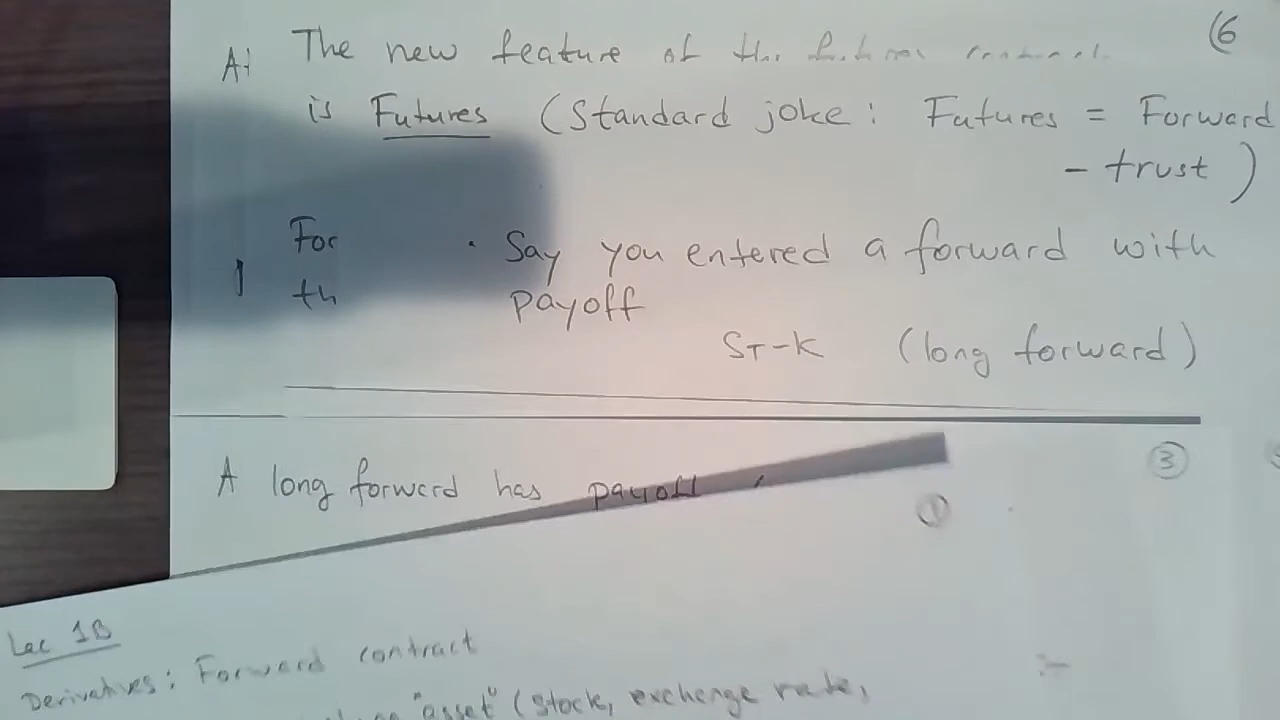 (6
The new feature of
is Futures (Standard joke: Futures = Forward
- trust)
For
th
· Say you entered a forward with
payoff
ST-K (long forward)
3
A long forward has payoff
1
Lec 1B
Derivatives: Forward contract
"asset" (stock, exchange rate,